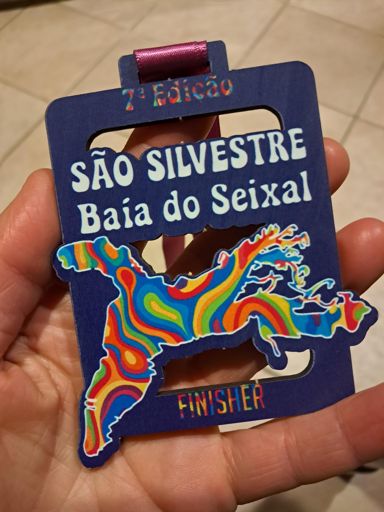 7ª Edição
SÃO SILVESTRE
Baía do Seixal
FINISHER